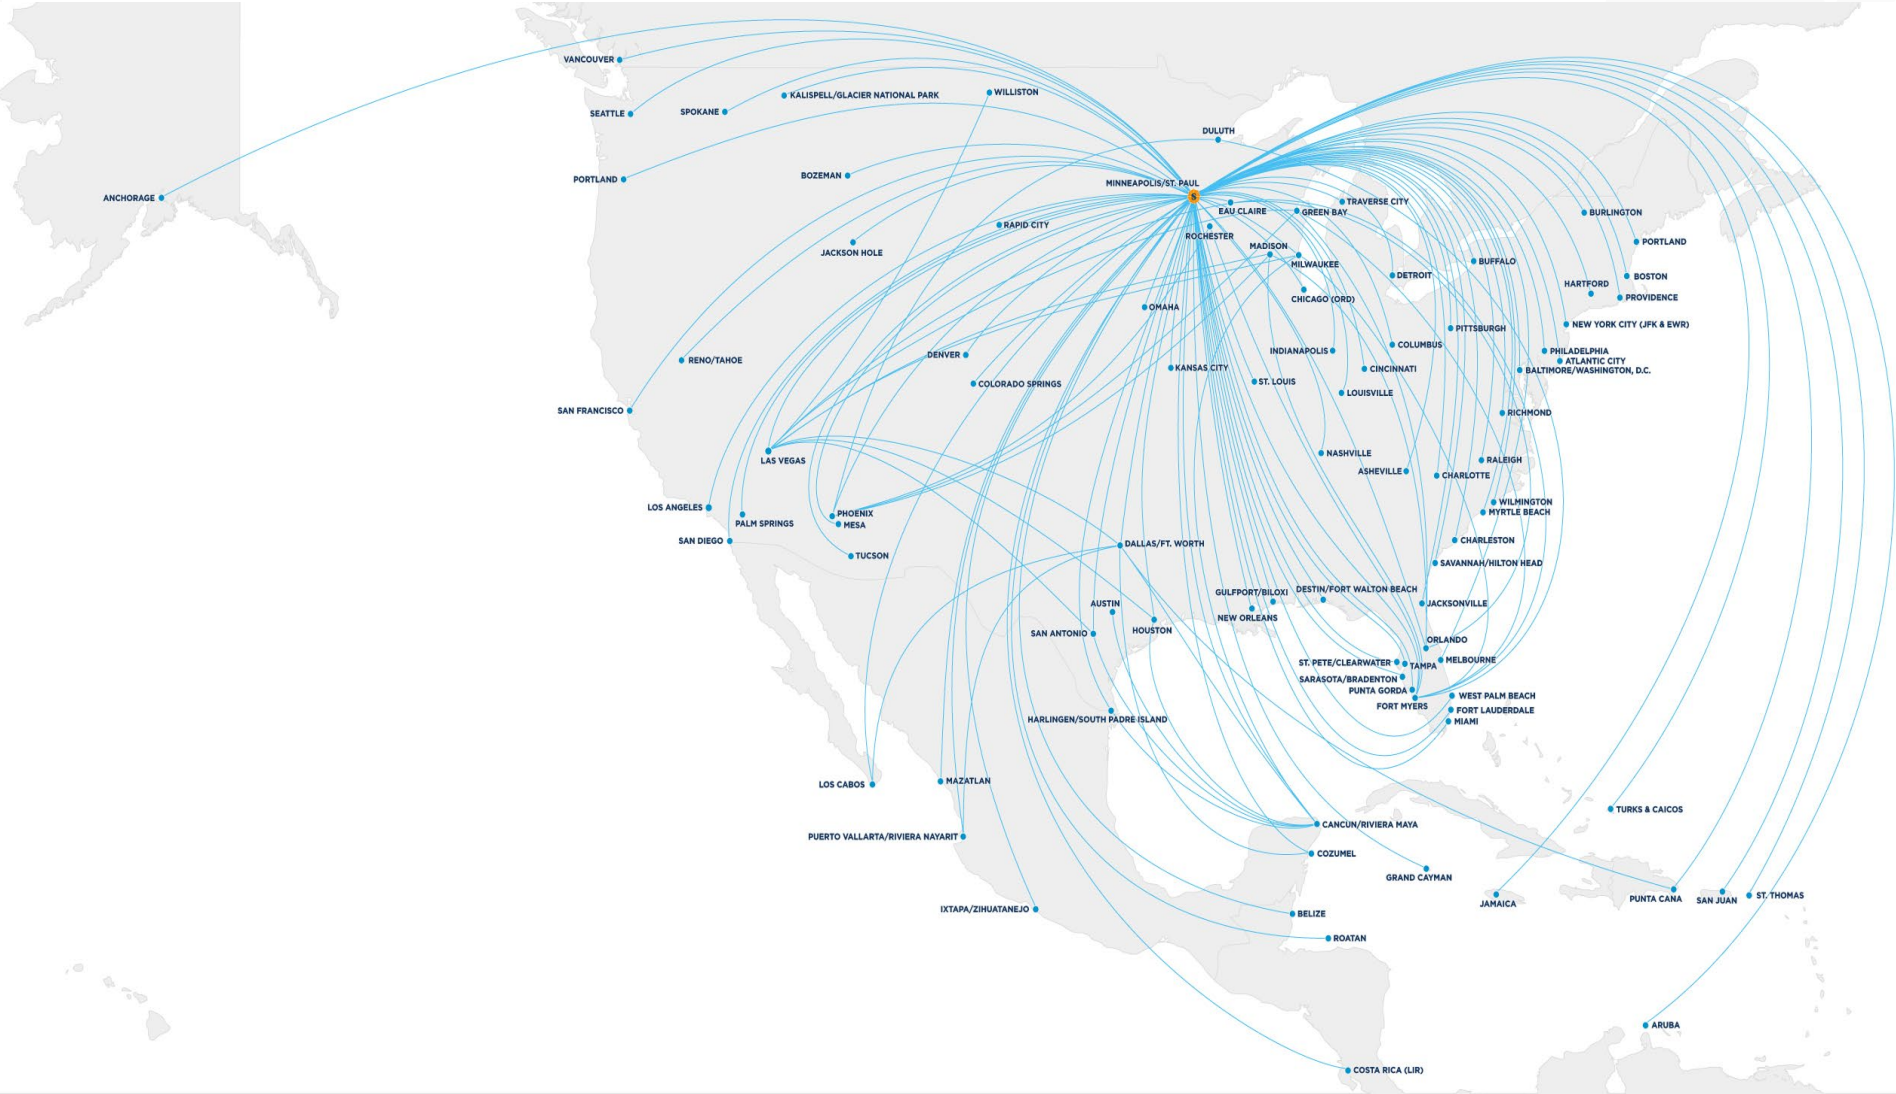 VANCOUVER
KALISPELL/GLACIER NATIONAL PARK
WILLISTON
SEATTLE
SPOKANE
DULUTH
PORTLAND
BOZEMAN
MINNEAPOLIS/ST. PAUL
S
ANCHORAGE
TRAVERSE CITY
EAU CLAIRE
GREEN BAY
BURLINGTON
RAPID CITY
ROCHESTER
PORTLAND
JACKSON HOLE
MADISON
MILWAUKEE
BUFFALO
DETROIT
BOSTON
HARTFORD
PROVIDENCE
CHICAGO (ORD)
OMAHA
NEW YORK CITY (JFK & EWR)
PITTSBURGH
COLUMBUS
INDIANAPOLIS
PHILADELPHIA
DENVER
RENO/TAHOE
ATLANTIC CITY
KANSAS CITY
CINCINNATI
BALTIMORE/WASHINGTON, D.C.
COLORADO SPRINGS
ST. LOUIS
LOUISVILLE
SAN FRANCISCO
RICHMOND
NASHVILLE
LAS VEGAS
RALEIGH
ASHEVILLE
CHARLOTTE
WILMINGTON
LOS ANGELES
MYRTLE BEACH
PHOENIX
PALM SPRINGS
MESA
SAN DIEGO
CHARLESTON
DALLAS/FT. WORTH
TUCSON
SAVANNAH/HILTON HEAD
DESTIN/FORT WALTON BEACH
GULFPORT/BILOXI
AUSTIN
JACKSONVILLE
NEW ORLEANS
HOUSTON
SAN ANTONIO
ORLANDO
ST. PETE/CLEARWATER
TAMPA
MELBOURNE
SARASOTA/BRADENTON
PUNTA GORDA
WEST PALM BEACH
FORT MYERS
FORT LAUDERDALE
HARLINGEN/SOUTH PADRE ISLAND
MIAMI
LOS CABOS
MAZATLAN
TURKS & CAICOS
CANCUN/RIVIERA MAYA
PUERTO VALLARTA/RIVIERA NAYARIT
COZUMEL
GRAND CAYMAN
PUNTA CANA
SAN JUAN
ST. THOMAS
JAMAICA
IXTAPA/ZIHUATANEJO
BELIZE
ROATAN
ARUBA
COSTA RICA (LIR)